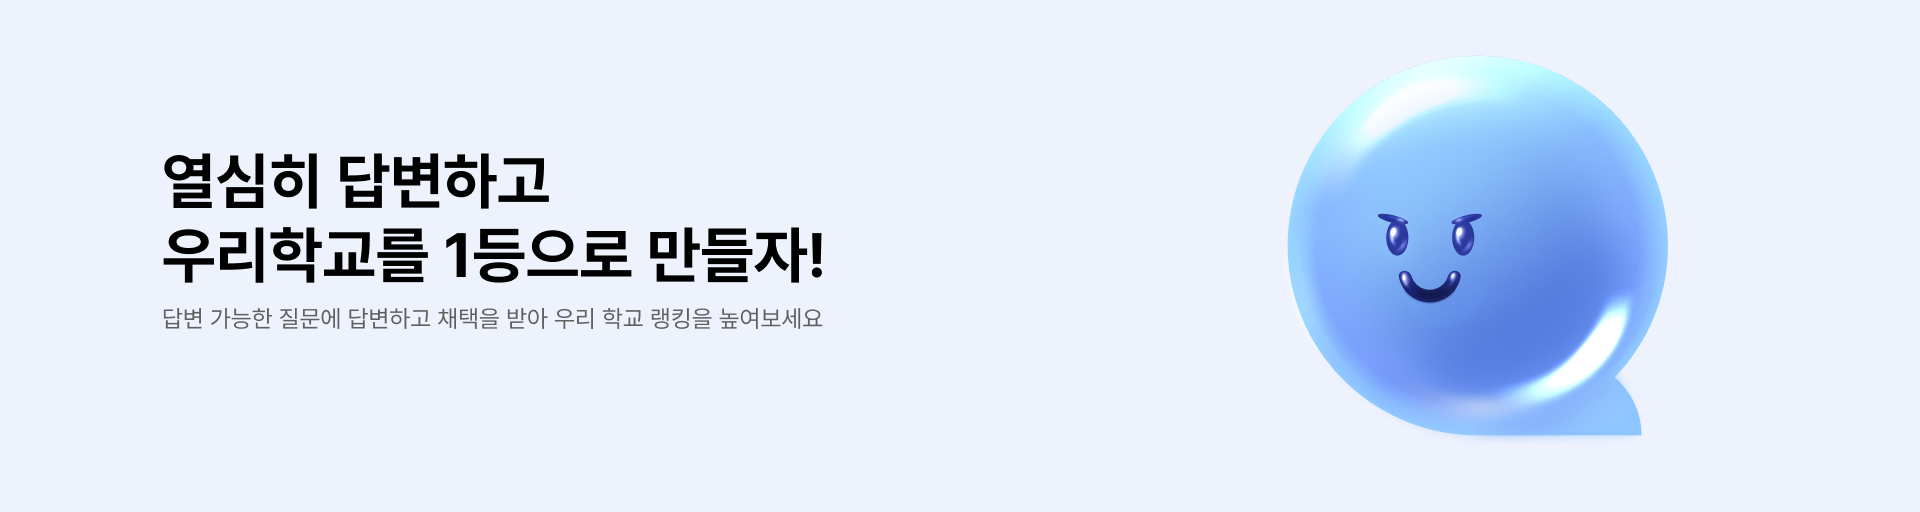 열심히 답변하고
우리학교를 1등으로 만들자!
답변 가능한 질문에 답변하고 채택을 받아 우리 학교 랭킹을 높여보세요